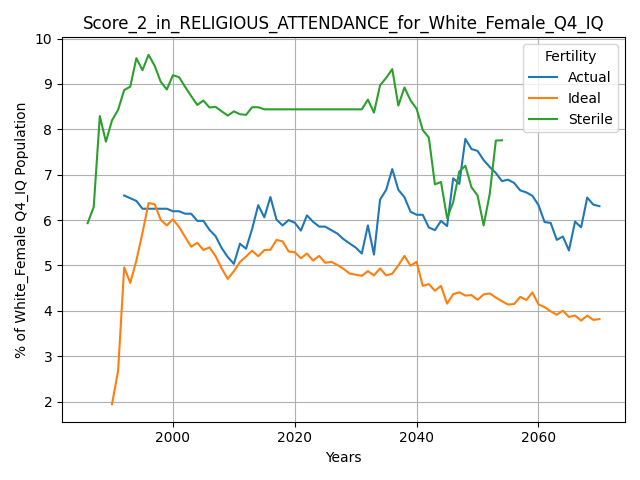 Score_2_in_RELIGIOUS_ATTENDANCE_for_White_Female_Q4_IQ
10
9
8
7
6
5
4
3
2
% of White_Female Q4_IQ Population
Fertility
Actual
Ideal
Sterile
2000
2020
2040
2060
Years